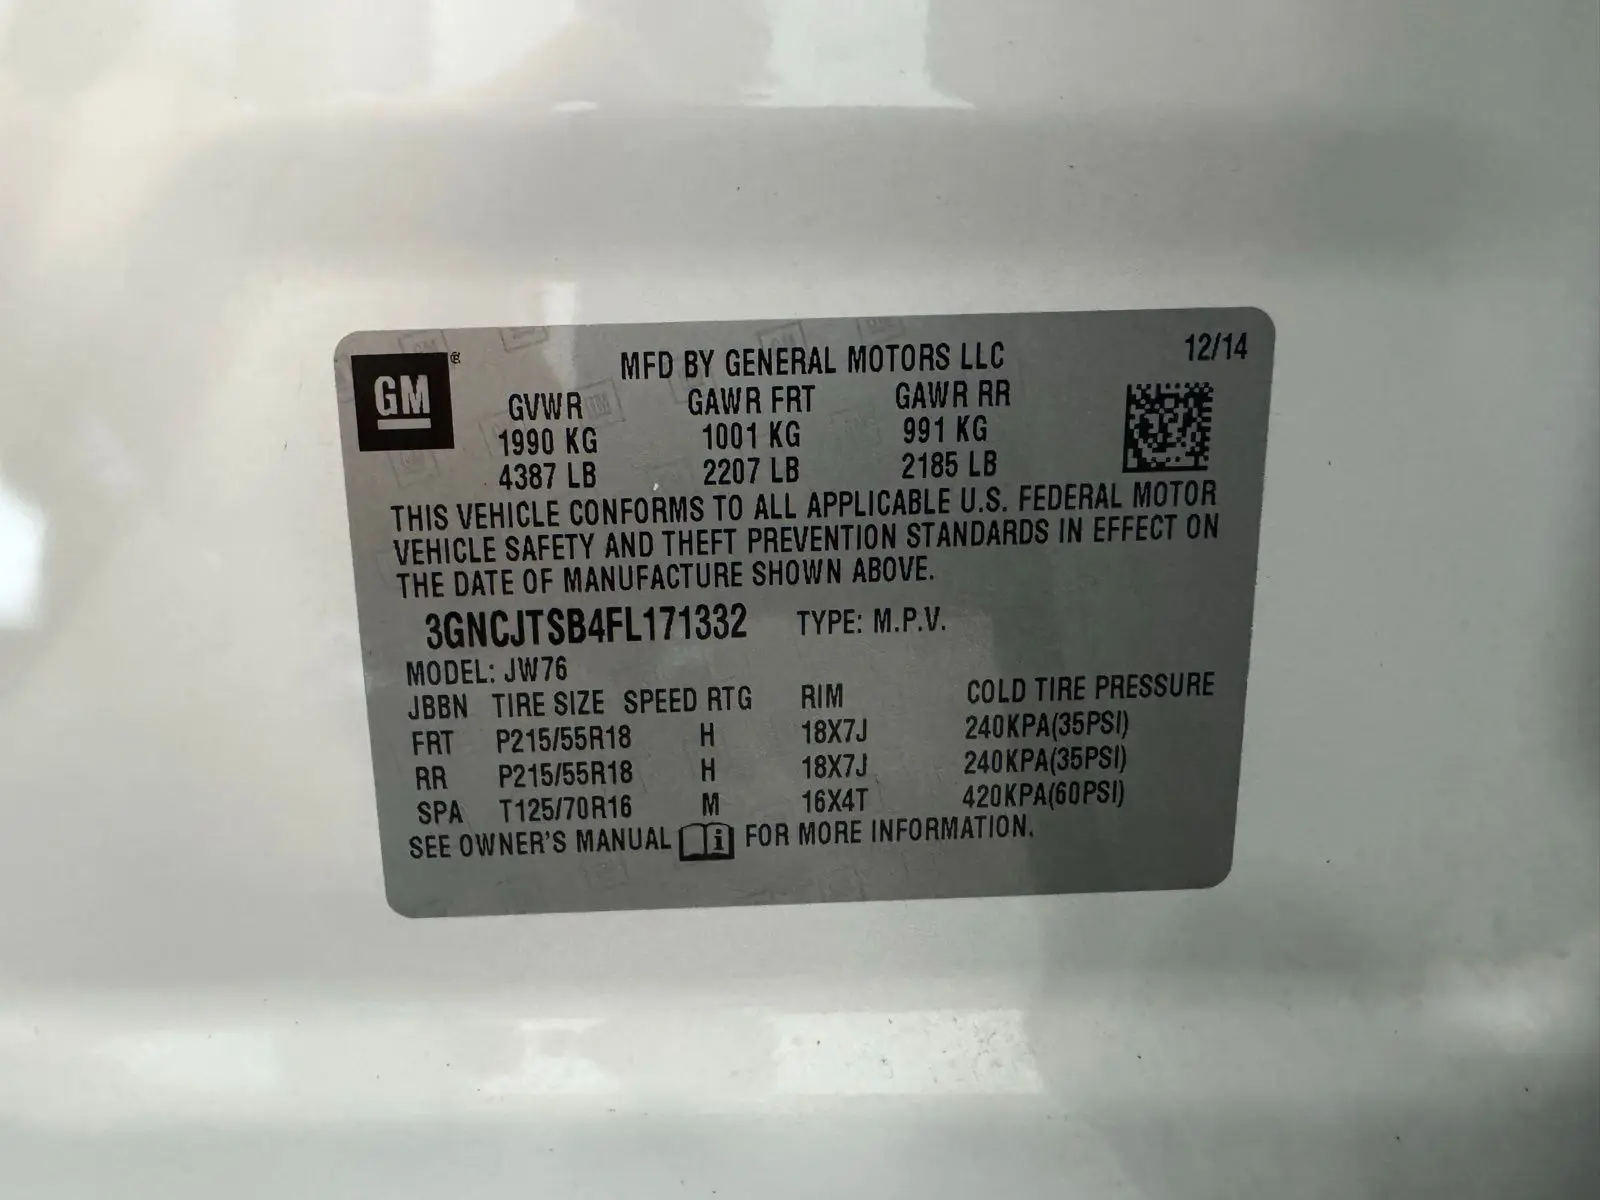 GM
MFD BY GENERAL MOTORS LLC 12/14
GVWR GAWR FRT GAWR RR
1990 KG 1001 KG 991 KG
4387 LB 2207 LB 2185 LB
THIS VEHICLE CONFORMS TO ALL APPLICABLE U.S. FEDERAL MOTOR
VEHICLE SAFETY AND THEFT PREVENTION STANDARDS IN EFFECT ON
THE DATE OF MANUFACTURE SHOWN ABOVE.
3GNCJTSB4FL171332 TYPE: M.P.V.
MODEL: JW76
JBBN TIRE SIZE SPEED RTG RIM COLD TIRE PRESSURE
FRT P215/55R18 H 18X7J 240KPA(35PSI)
RR P215/55R18 H 18X7J 240KPA(35PSI)
SPA T125/70R16 M 16X4T 420KPA(60PSI)
SEE OWNER'S MANUAL i FOR MORE INFORMATION.